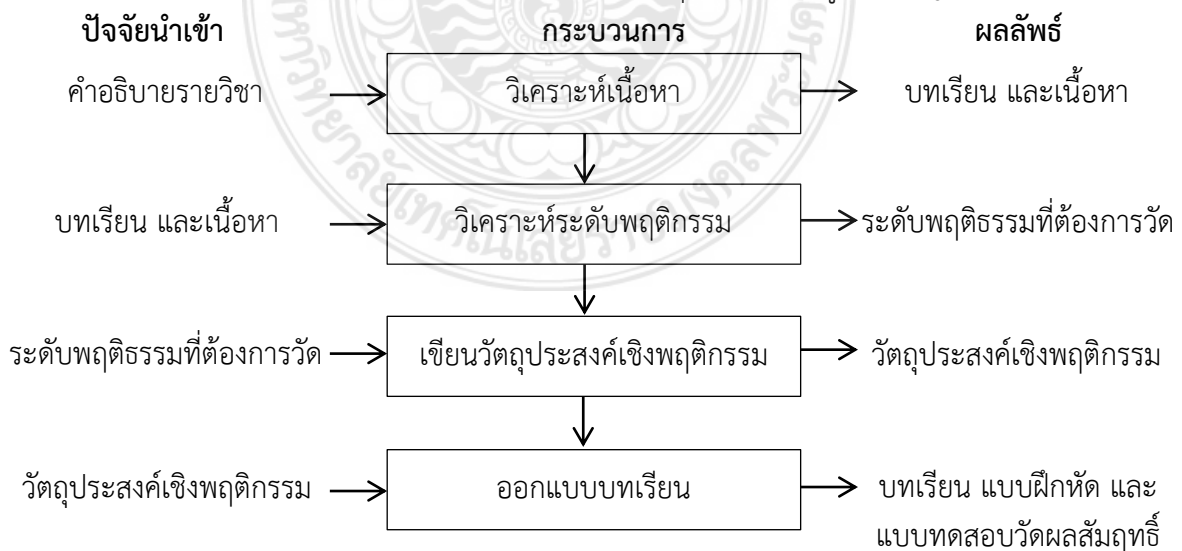 ปัจจัยนำเข้า กระบวนการ ผลลัพธ์
คำอธิบายรายวิชา วิเคราะห์เนื้อหา บทเรียน และเนื้อหา
บทเรียน และเนื้อหา วิเคราะห์ระดับพฤติกรรม ระดับพฤติธรรมที่ต้องการวัด
ระดับพฤติธรรมที่ต้องการวัด เขียนวัตถุประสงค์เชิงพฤติกรรม วัตถุประสงค์เชิงพฤติกรรม
วัตถุประสงค์เชิงพฤติกรรม ออกแบบบทเรียน บทเรียน แบบฝึกหัด และ
แบบทดสอบวัดผลสัมฤทธิ์